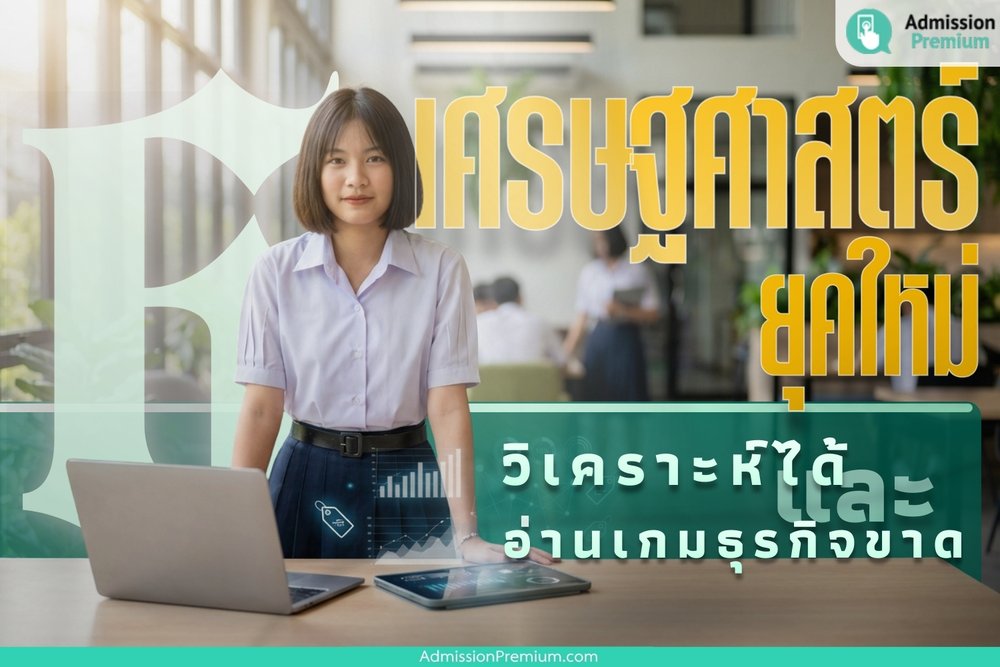 Admission
Premium
E
เศรษฐศาสตร์
ยุคใหม่
วิเคราะห์ได้
และ
อ่านเกมธุรกิจขาด
AdmissionPremium.com